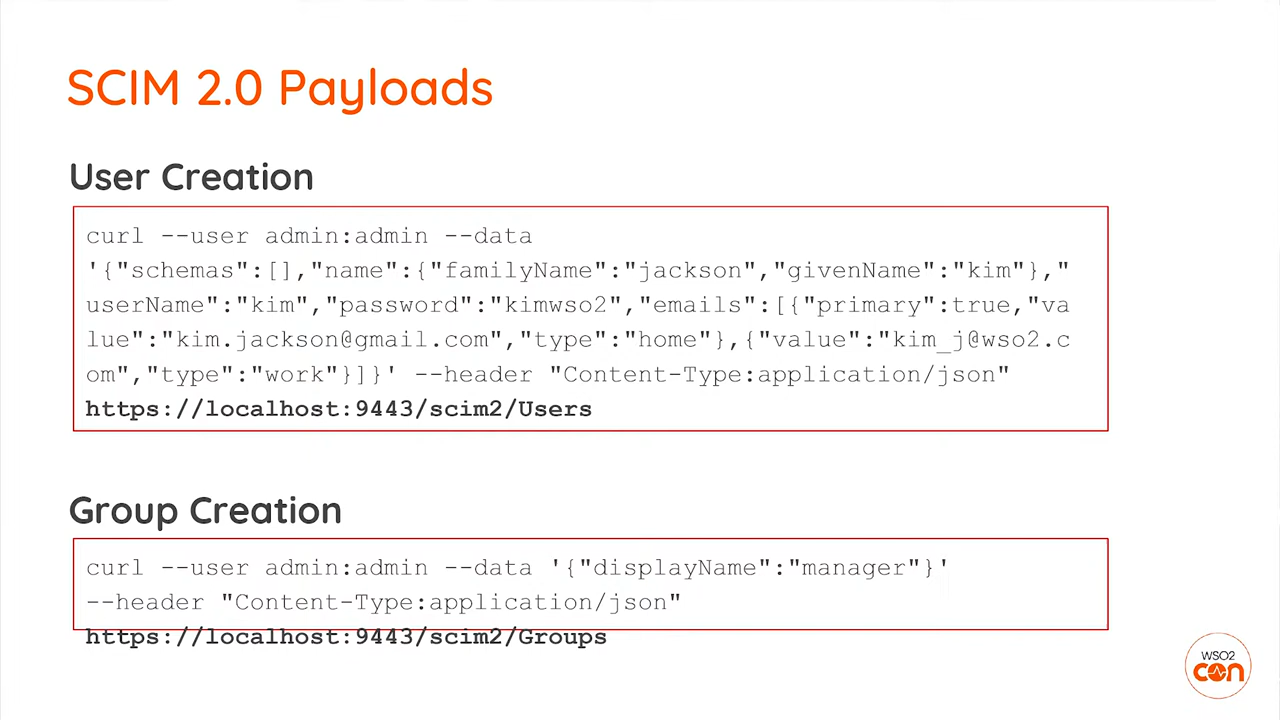 SCIM 2.0 Payloads
User Creation
curl --user admin:admin --data
'{"schemas":[],"name":{"familyName":"jackson","givenName":"kim"},"
userName":"kim","password":"kimwso2","emails":[{"primary":true,"va
lue":"kim.jackson@gmail.com","type":"home"},{"value":"kim_j@wso2.c
om","type":"work"}]}' --header "Content-Type:application/json"
https://localhost:9443/scim2/Users
Group Creation
curl --user admin:admin --data '{"displayName":"manager"}'
--header "Content-Type:application/json"
https://localhost:9443/scim2/Groups
WSO2
con